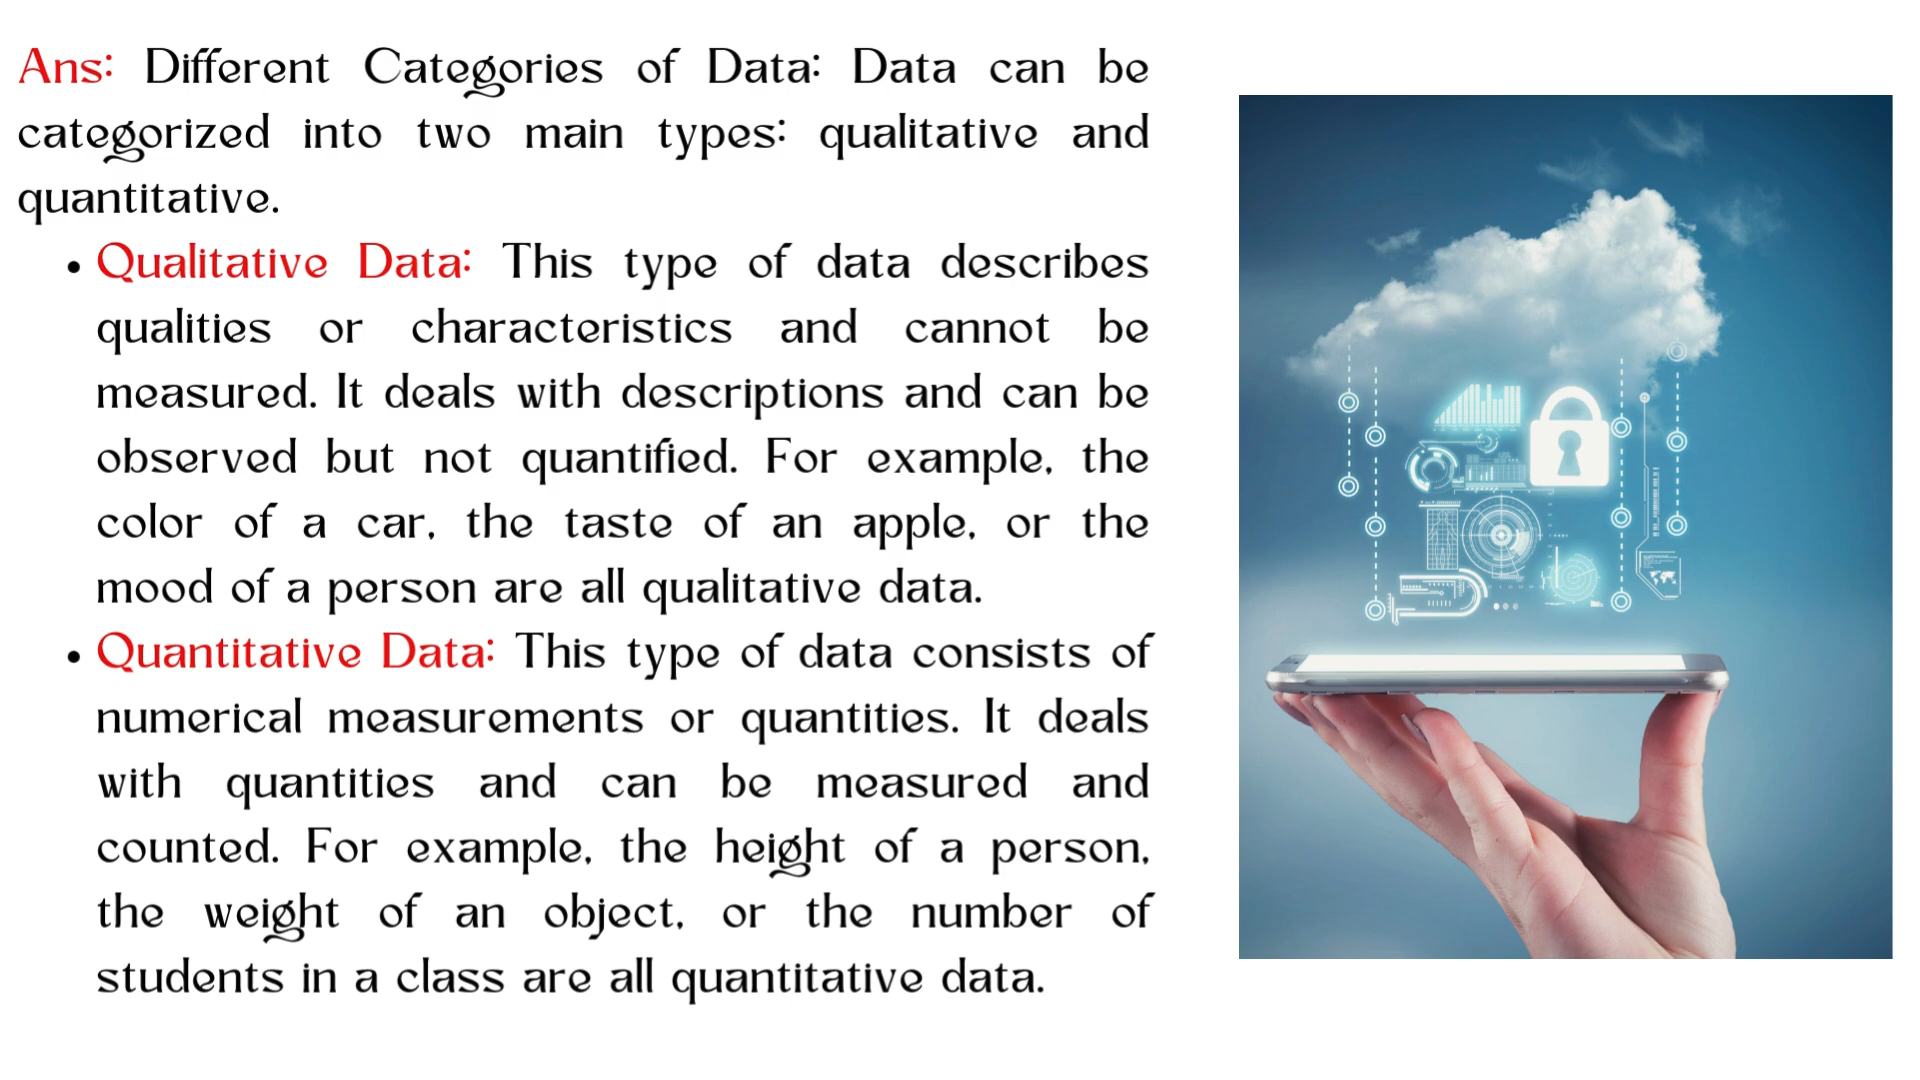 Ans: Different Categories of Data: Data can be
categorized into two main types: qualitative and
quantitative.
• Qualitative Data: This type of data describes
qualities or characteristics and cannot be
measured. It deals with descriptions and can be
observed but not quantified. For example, the
color of a car, the taste of an apple, or the
mood of a person are all qualitative data.
• Quantitative Data: This type of data consists of
numerical measurements or quantities. It deals
with quantities and can be measured and
counted. For example, the height of a person,
the weight of an object, or the number of
students in a class are all quantitative data.